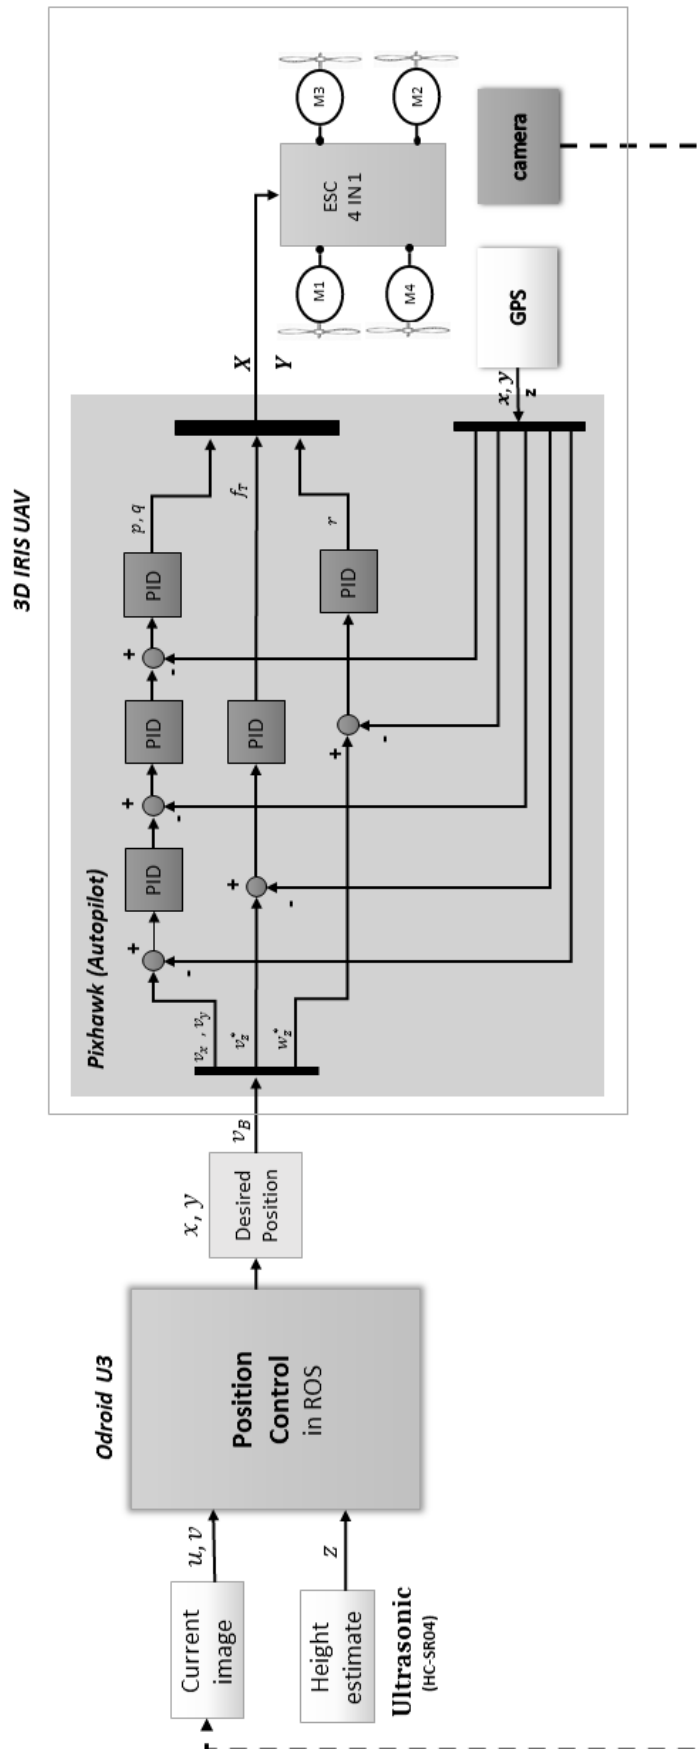 3D IRIS UAV
Odroid U3
Pixhawk (Autopilot)
Current
image
u, v
Height
estimate
z
Ultrasonic
(HC-SR04)
Position
Control
in ROS
x, y
Desired
Position
v_B
v_x , v_y
v_z^*
w_z^*
+
-
PID
+
-
PID
+
-
PID
p, q
+
-
PID
f_T
+
-
PID
r
X
Y
x, y
z
GPS
camera
ESC
4 IN 1
M1
M3
M4
M2